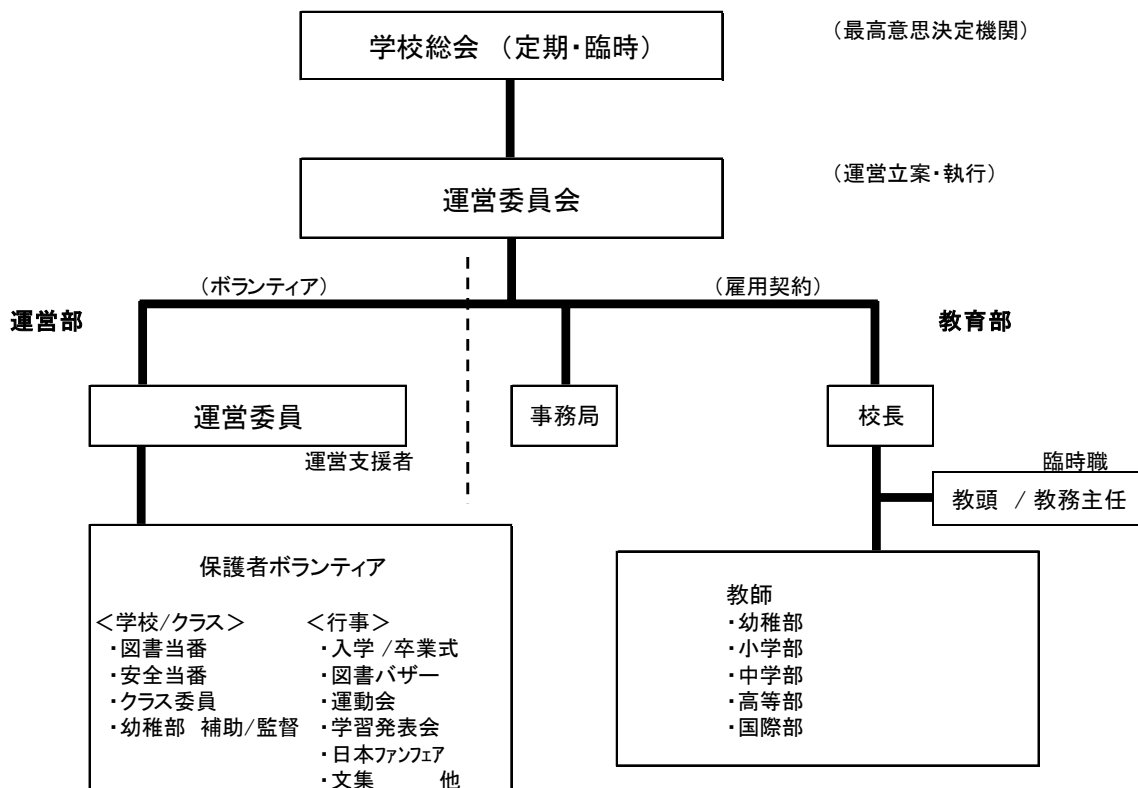 学校総会 （定期・臨時）
（最高意思決定機関）
運営委員会
（運営立案・執行）
（ボランティア）
（雇用契約）
運営部
教育部
運営委員
事務局
校長
運営支援者
臨時職
教頭 / 教務主任
保護者ボランティア
＜学校/クラス＞
・図書当番
・安全当番
・クラス委員
・幼稚部 補助/監督
＜行事＞
・入学 /卒業式
・図書バザー
・運動会
・学習発表会
・日本ファンフェア
・文集 他
教師
・幼稚部
・小学部
・中学部
・高等部
・国際部